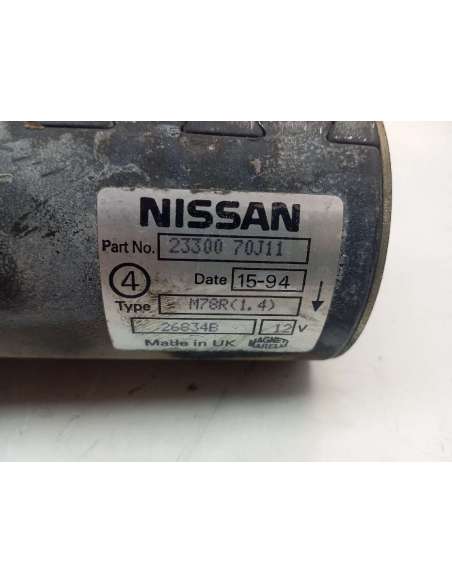 NISSAN
Part No. 23300 70J11
4 Date 15-94
Type M78R(1.4)
26834B 12 V
Made in UK MAGNETI MARELLI